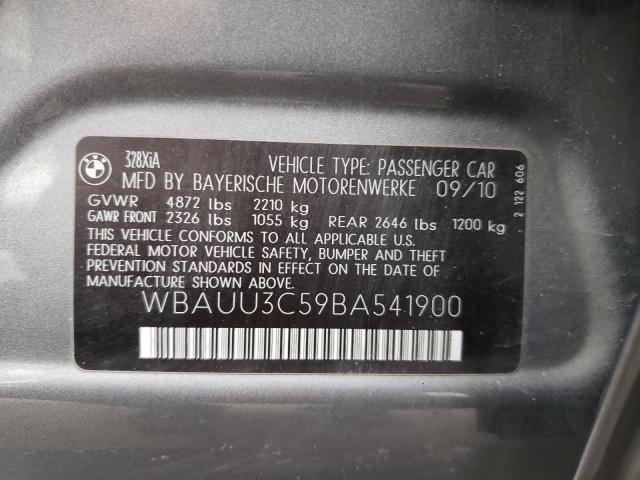 BMW
328XiA
VEHICLE TYPE: PASSENGER CAR
MFD BY BAYERISCHE MOTORENWERKE 09/10
GVWR 4872 lbs 2210 kg
GAWR FRONT 2326 lbs 1055 kg REAR 2646 lbs 1200 kg
THIS VEHICLE CONFORMS TO ALL APPLICABLE U.S.
FEDERAL MOTOR VEHICLE SAFETY, BUMPER AND THEFT
PREVENTION STANDARDS IN EFFECT ON THE DATE OF
MANUFACTURE SHOWN ABOVE.
WBAUU3C59BA541900
2 122 606